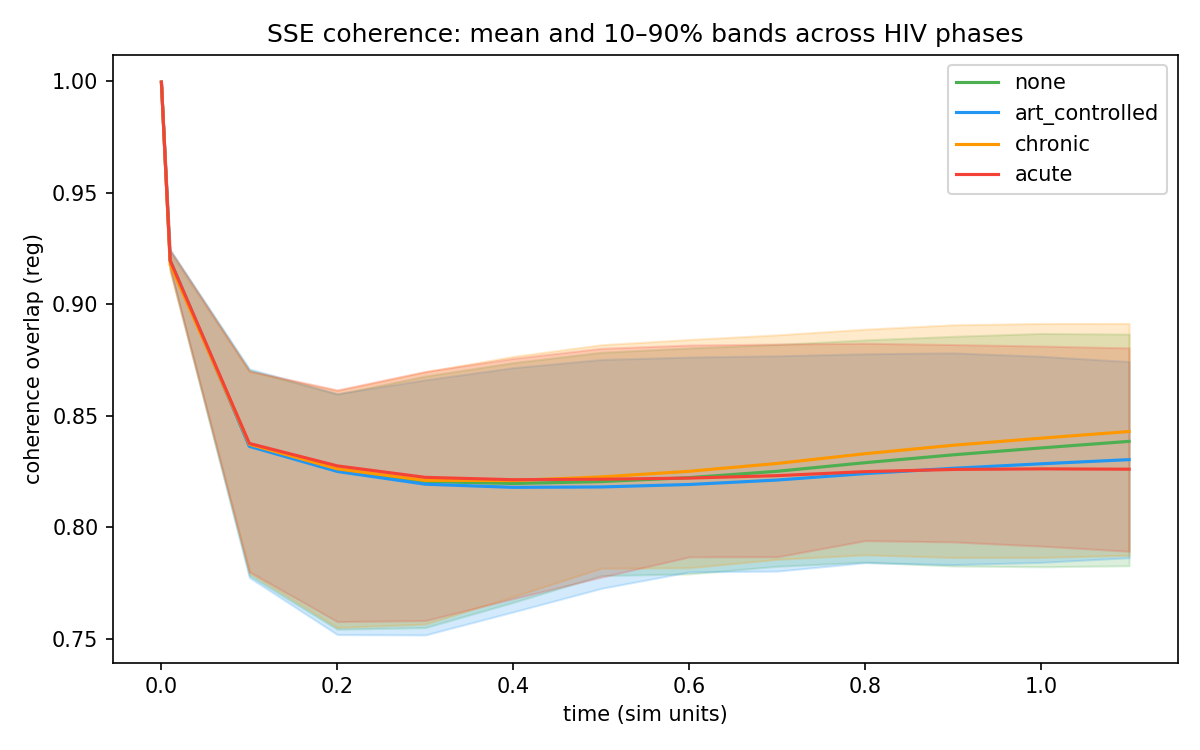 SSE coherence: mean and 10–90% bands across HIV phases
none
art_controlled
chronic
acute
coherence overlap (reg)
1.00
0.95
0.90
0.85
0.80
0.75
0.0 0.2 0.4 0.6 0.8 1.0
time (sim units)